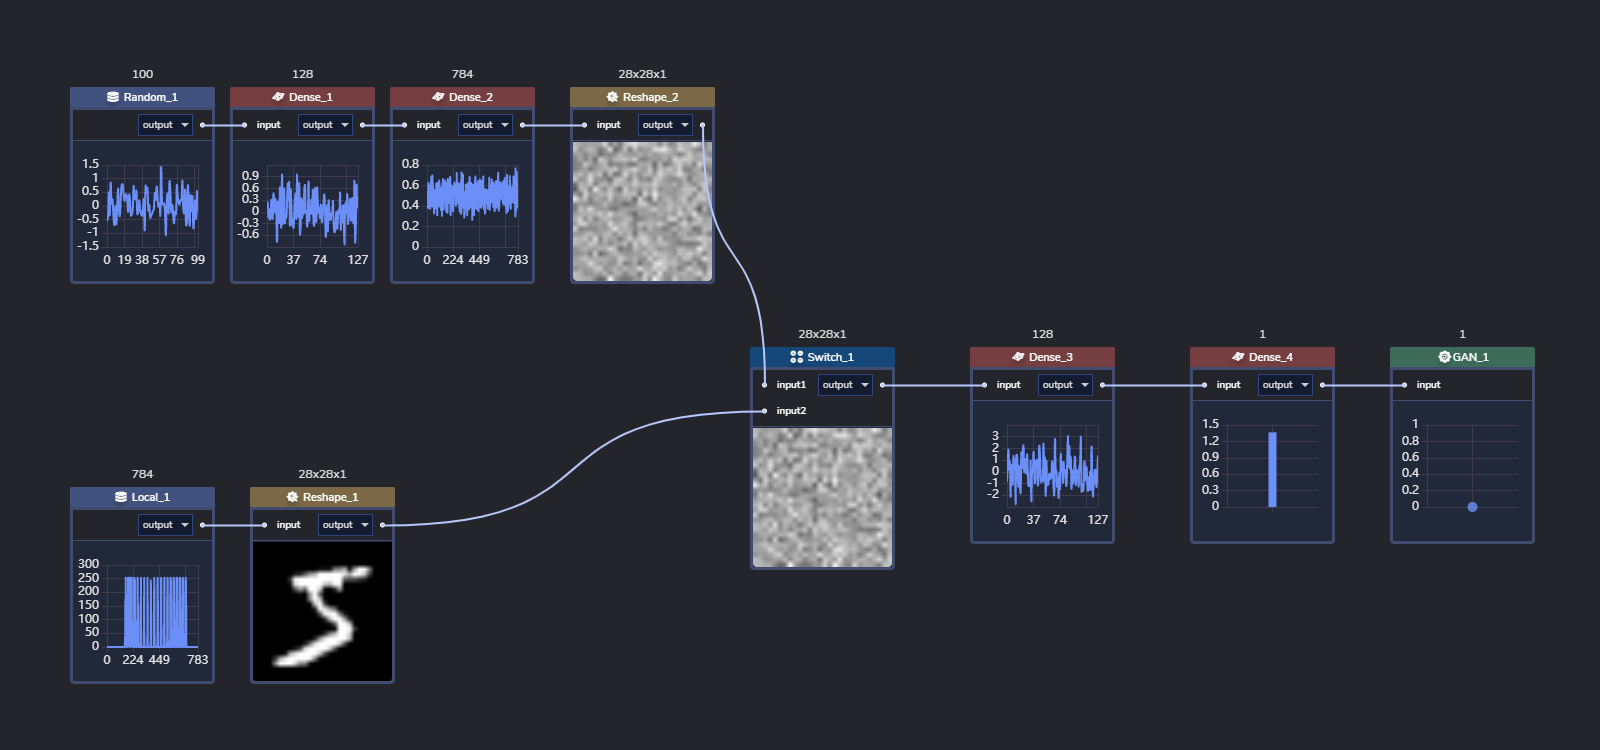 100 128 784 28x28x1
Random_1 Dense_1 Dense_2 Reshape_2
output input output input output input output
1.5
1
0.5
0
-0.5
-1
-1.5
0 19 38 57 76 99
0.9
0.6
0.3
0
-0.3
-0.6
0 37 74 127
0.8
0.6
0.4
0.2
0
0 224 449 783
28x28x1 128 1 1
Switch_1 Dense_3 Dense_4 GAN_1
input1 output input output input output input
input2
3
2
1
0
-1
-2
0 37 74 127
1.5
1.2
0.9
0.6
0.3
0
1
0.8
0.6
0.4
0.2
0
784 28x28x1
Local_1 Reshape_1
output input output
300
250
200
150
100
50
0
0 224 449 783